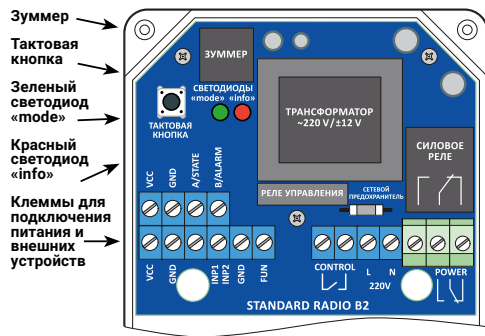 Зуммер
Тактовая
кнопка
Зеленый
светодиод
«mode»
Красный
светодиод
«info»
Клеммы для
подключения
питания и
внешних
устройств
ЗУММЕР
СВЕТОДИОДЫ
«mode» «info»
ТАКТОВАЯ
КНОПКА
ТРАНСФОРМАТОР
~220 V/±12 V
СИЛОВОЕ
РЕЛЕ
РЕЛЕ УПРАВЛЕНИЯ
СЕТЕВОЙ
ПРЕДОХРАНИТЕЛЬ
VCC
GND
A/STATE
B/ALARM
VCC
GND
INP1
INP2
GND
FUN
CONTROL
L
N
220V
POWER
STANDARD RADIO B2